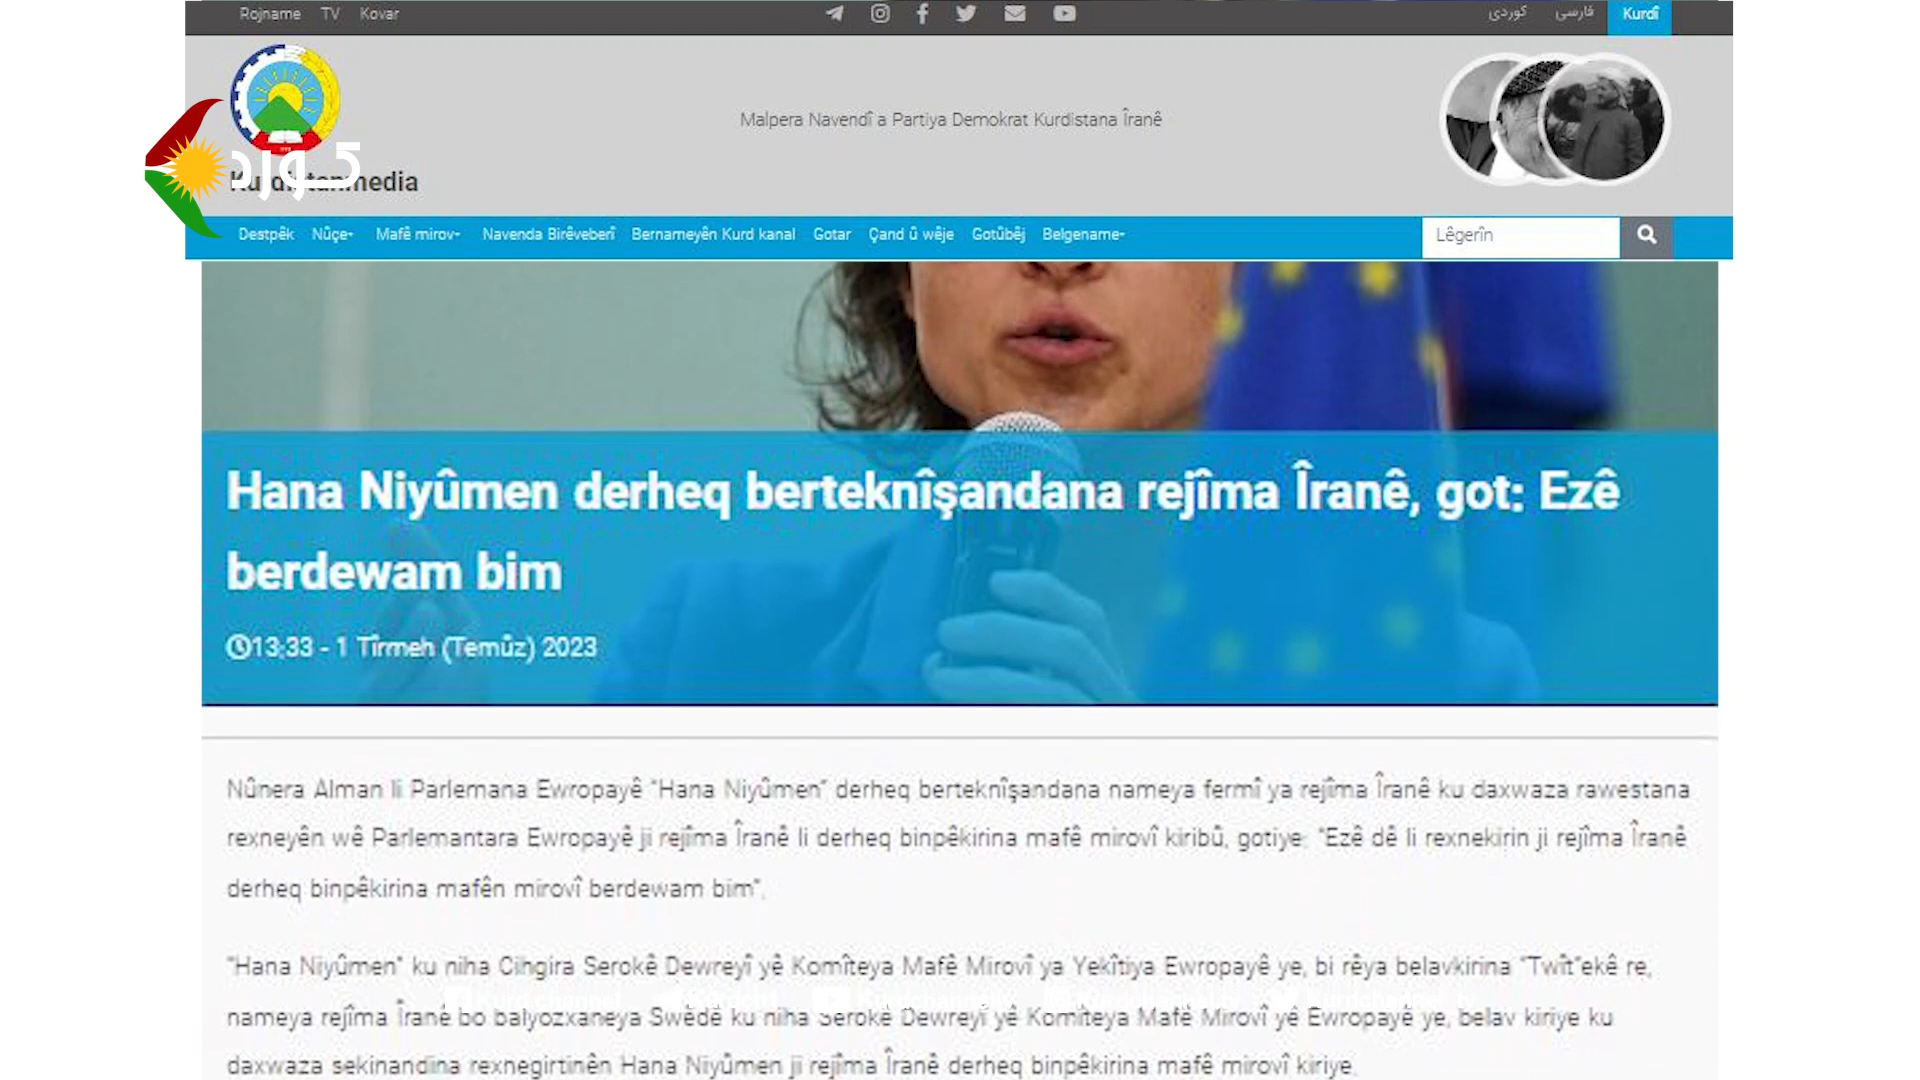 Rojname TV Kovar
كوردی فارسی Kurdî
Malpera Navendî a Partiya Demokrat Kurdistana Îranê
Kurdistanmedia
کورد
Destpêk Nûçe Mafê mirov Navenda Birêveberî Bernameyên Kurd kanal Gotar Çand û wêje Gotûbêj Belgename Lêgerîn
Hana Niyûmen derheq berteknîşandana rejîma Îranê, got: Ezê
berdewam bim
13:33 - 1 Tîrmeh (Temûz) 2023
Nûnera Alman li Parlemana Ewropayê "Hana Niyûmen" derheq berteknîşandana nameya fermî ya rejîma Îranê ku daxwaza rawestana
rexneyên wê Parlemantara Ewropayê ji rejîma Îranê li derheq binpêkirina mafê mirovî kiribû, gotiye: "Ezê dê li rexnekirin ji rejîma Îranê
derheq binpêkirina mafên mirovî berdewam bim".
"Hana Niyûmen" ku niha Cihgira Serokê Dewreyî yê Komîteya Mafê Mirovî ya Yekîtiya Ewropayê ye, bi rêya belavkirina "Twît"ekê re,
nameya rejîma Îranê bo balyozxaneya Swêdê ku niha Serokê Dewreyî yê Komîteya Mafê Mirovî yê Ewropayê ye, belav kiriye ku
daxwaza sekinandina rexnegirtinên Hana Niyûmen ji rejîma Îranê derheq binpêkirina mafê mirovî kiriye.